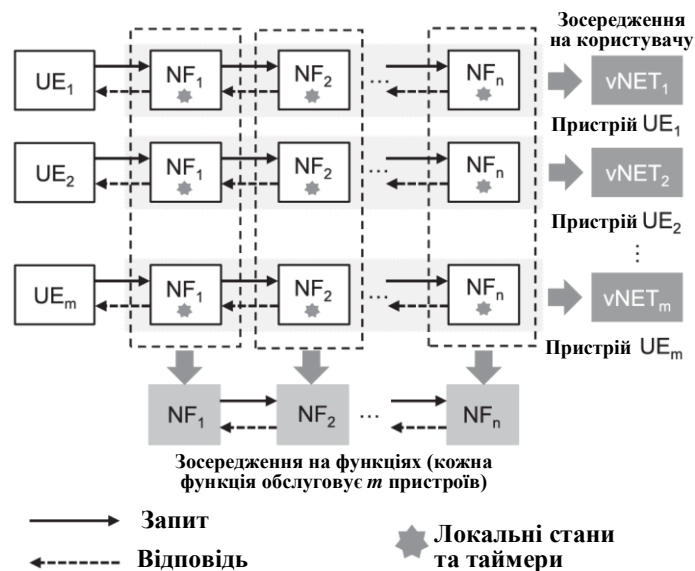 Зосередження
на користувачу
UE1 NF1 NF2 ... NFn vNET1
Пристрій UE1
UE2 NF1 NF2 ... NFn vNET2
Пристрій UE2
⋮
UEm NF1 NF2 ... NFn vNETm
Пристрій UEm
NF1 NF2 ... NFn
Зосередження на функціях (кожна
функція обслуговує m пристроїв)
Запит
Відповідь
Локальні стани
та таймери